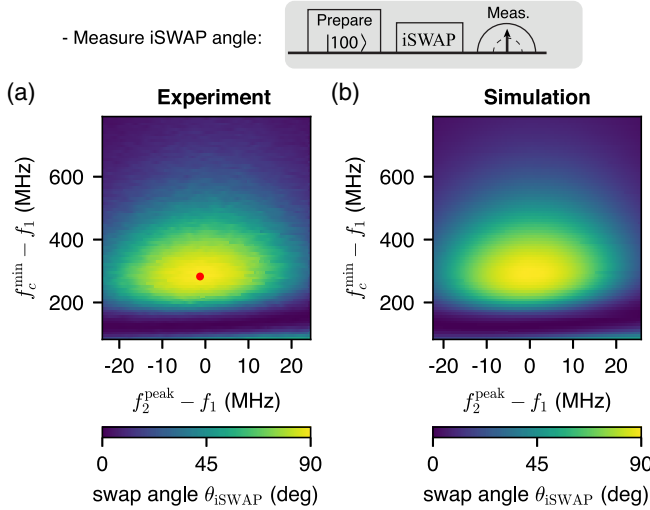 - Measure iSWAP angle:
Prepare
|100⟩
iSWAP
Meas.
(a)
Experiment
f_c^min − f_1 (MHz)
600
400
200
-20
-10
0
10
20
f_2^peak − f_1 (MHz)
0
45
90
swap angle θ_iSWAP (deg)
(b)
Simulation
f_c^min − f_1 (MHz)
600
400
200
-20
-10
0
10
20
f_2^peak − f_1 (MHz)
0
45
90
swap angle θ_iSWAP (deg)